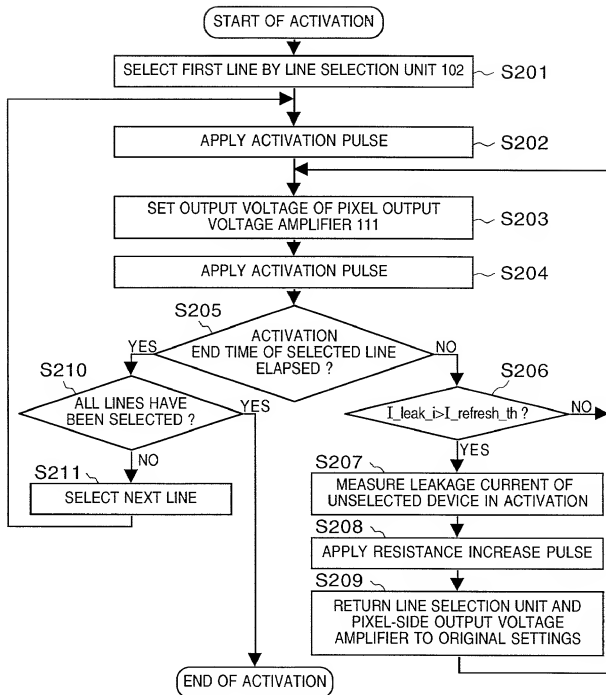 START OF ACTIVATION
SELECT FIRST LINE BY LINE SELECTION UNIT 102
S201
APPLY ACTIVATION PULSE
S202
SET OUTPUT VOLTAGE OF PIXEL OUTPUT
VOLTAGE AMPLIFIER 111
S203
APPLY ACTIVATION PULSE
S204
S205
ACTIVATION
END TIME OF SELECTED LINE
ELAPSED ?
YES
NO
S210
ALL LINES HAVE
BEEN SELECTED ?
YES
NO
S206
I_leak_i>I_refresh_th ?
NO
YES
S211
SELECT NEXT LINE
S207
MEASURE LEAKAGE CURRENT OF
UNSELECTED DEVICE IN ACTIVATION
S208
APPLY RESISTANCE INCREASE PULSE
S209
RETURN LINE SELECTION UNIT AND
PIXEL-SIDE OUTPUT VOLTAGE
AMPLIFIER TO ORIGINAL SETTINGS
END OF ACTIVATION